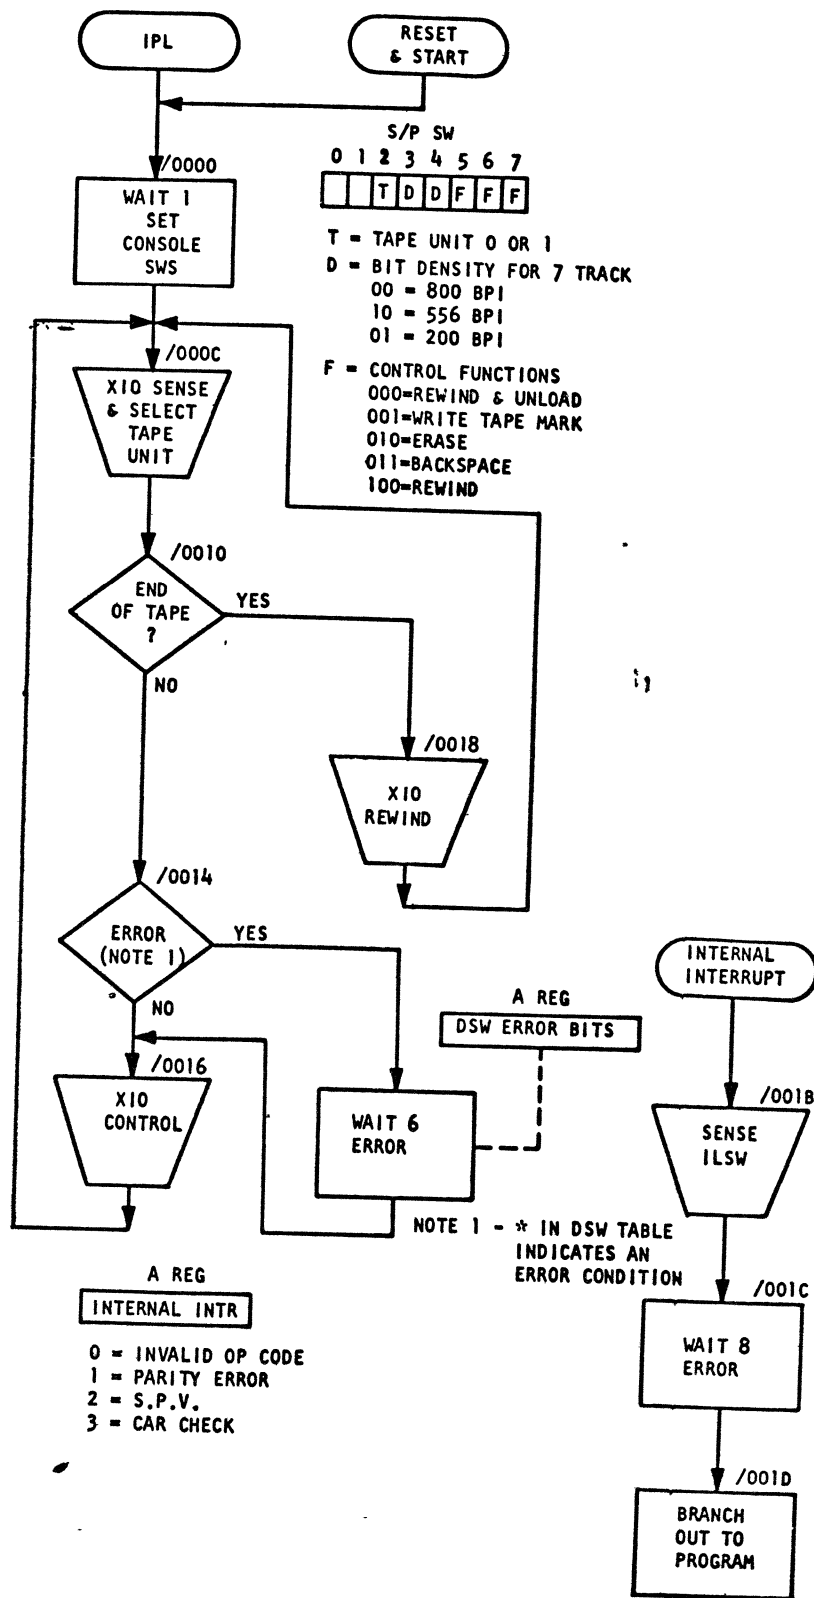 IPL
RESET
& START
S/P SW
0 1 2 3 4 5 6 7
T D D F F F
/0000
WAIT 1
SET
CONSOLE
SWS
T = TAPE UNIT 0 OR 1
D = BIT DENSITY FOR 7 TRACK
00 = 800 BPI
10 = 556 BPI
01 = 200 BPI
F = CONTROL FUNCTIONS
000=REWIND & UNLOAD
001=WRITE TAPE MARK
010=ERASE
011=BACKSPACE
100=REWIND
/000C
XIO SENSE
& SELECT
TAPE
UNIT
/0010
END
OF TAPE
?
YES
NO
/0018
XIO
REWIND
/0014
ERROR
(NOTE 1)
YES
NO
/0016
XIO
CONTROL
WAIT 6
ERROR
A REG
DSW ERROR BITS
NOTE 1 - * IN DSW TABLE
INDICATES AN
ERROR CONDITION
INTERNAL
INTERRUPT
/001B
SENSE
ILSW
/001C
WAIT 8
ERROR
/001D
BRANCH
OUT TO
PROGRAM
A REG
INTERNAL INTR
0 = INVALID OP CODE
1 = PARITY ERROR
2 = S.P.V.
3 = CAR CHECK